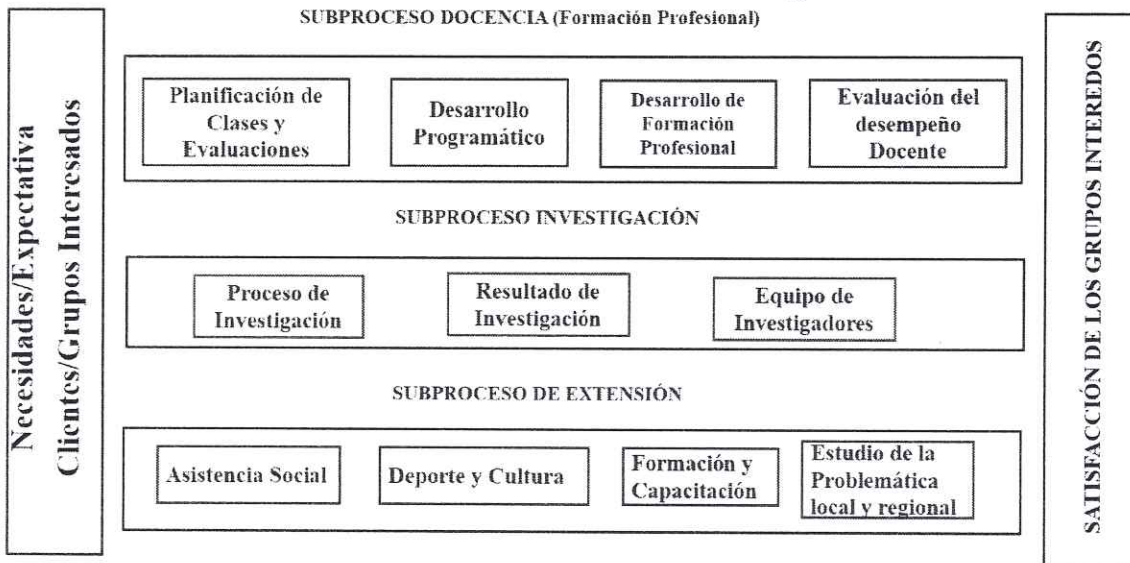 SUBPROCESO DOCENCIA (Formación Profesional)
Necesidades/Expectativa
Clientes/Grupos Interesados
Planificación de
Clases y
Evaluaciones
Desarrollo
Programático
Desarrollo de
Formación
Profesional
Evaluación del
desempeño
Docente
SUBPROCESO INVESTIGACIÓN
Proceso de
Investigación
Resultado de
Investigación
Equipo de
Investigadores
SUBPROCESO DE EXTENSIÓN
Asistencia Social
Deporte y Cultura
Formación y
Capacitación
Estudio de la
Problemática
local y regional
SATISFACCIÓN DE LOS GRUPOS INTEREDOS